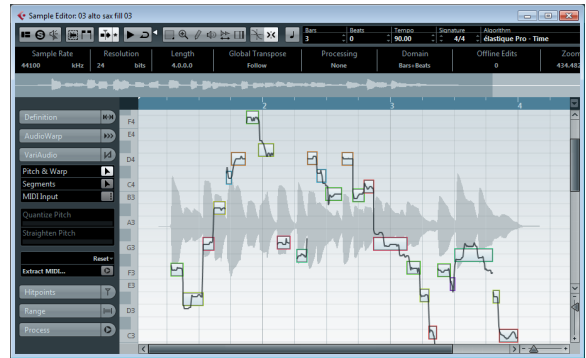 Sample Editor: 03 alto sax fill 03
Bars Beats Tempo Signature Algorithm
3 0 90.00 4/4 élastique Pro - Time
Sample Rate Resolution Length Global Transpose Processing Domain Offline Edits Zoom
44100 kHz 24 bits 4.0.0.0 Follow None Bars+Beats 0 434.482
2 3 4
Definition
AudioWarp
VariAudio
Pitch & Warp
Segments
MIDI Input
Quantize Pitch
Straighten Pitch
Reset
Extract MIDI...
Hitpoints
Range
Process
F4
E4
D4
C4
B3
A3
G3
F3
E3
D3
C3